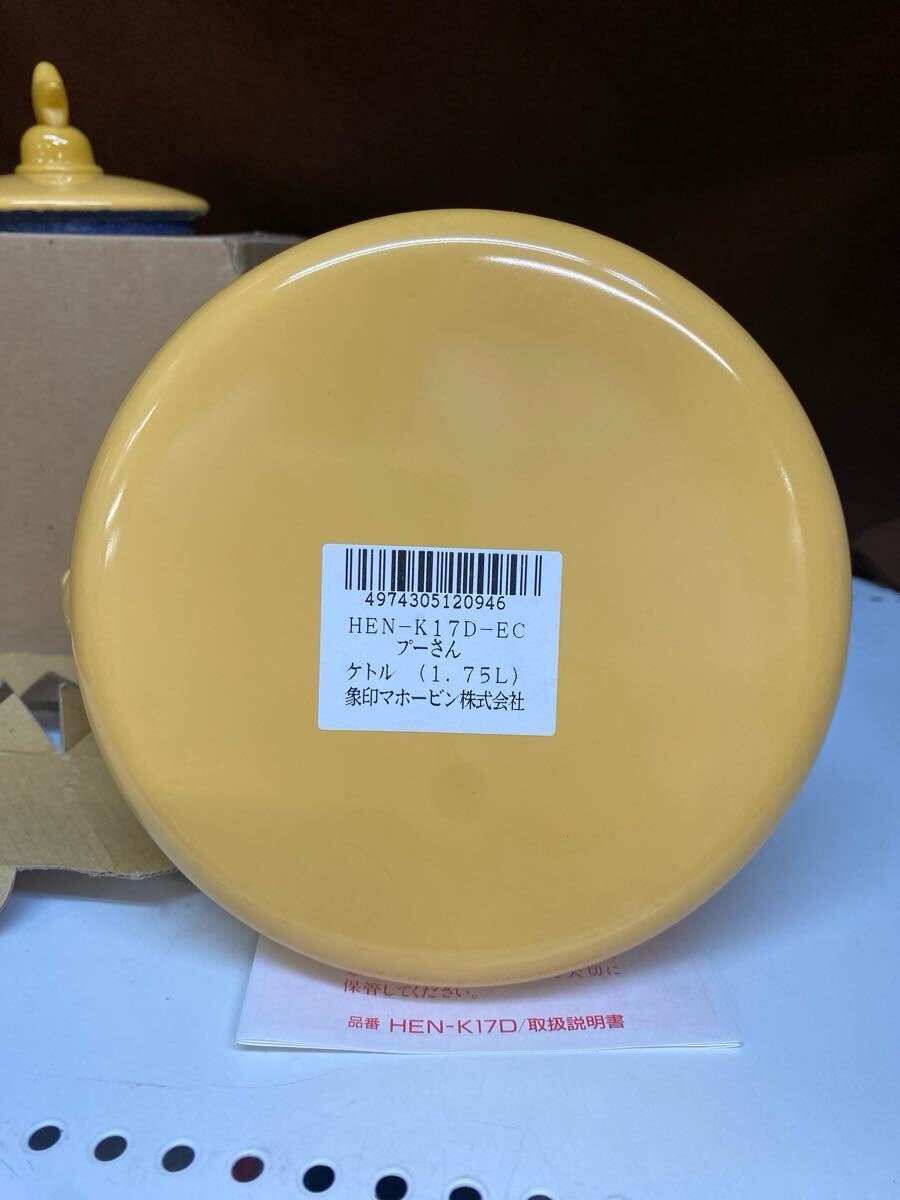 4974305120946
HEN-K17D-EC
プーさん
ケトル (1.75L)
象印マホービン株式会社
切に
保管してください。
品番 HEN-K17D/取扱説明書